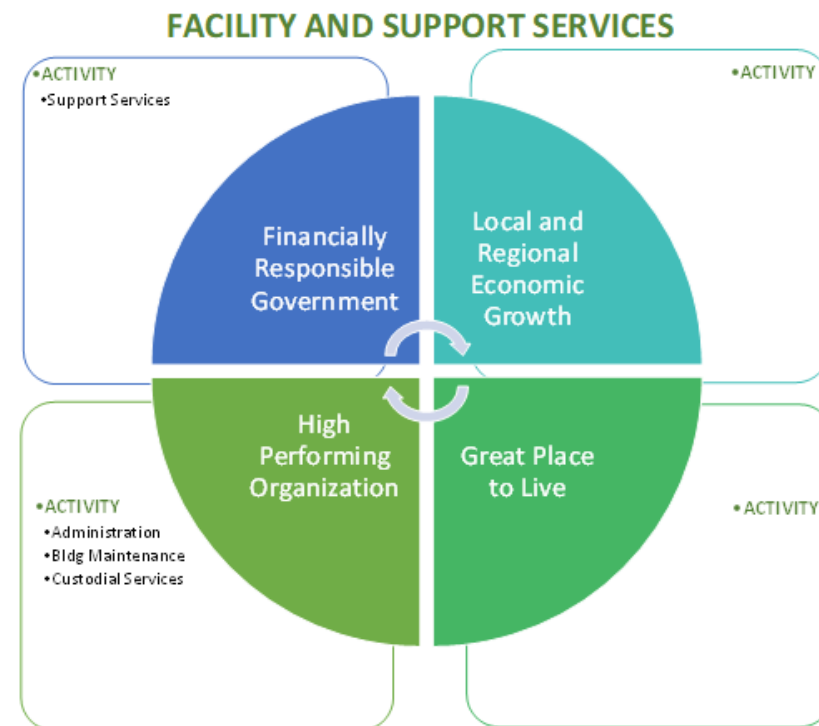 FACILITY AND SUPPORT SERVICES
•ACTIVITY
•Support Services
•ACTIVITY
Financially
Responsible
Government
Local and
Regional
Economic
Growth
High
Performing
Organization
Great Place
to Live
•ACTIVITY
•Administration
•Bldg Maintenance
•Custodial Services
•ACTIVITY